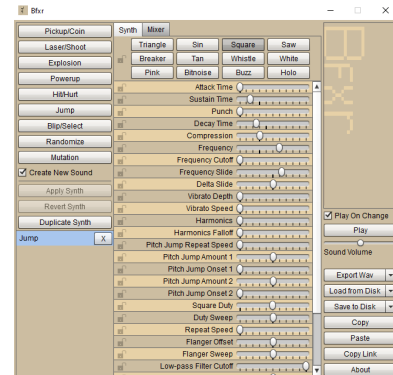 Bfxr
Pickup/Coin
Laser/Shoot
Explosion
Powerup
Hit/Hurt
Jump
Blip/Select
Randomize
Mutation
Create New Sound
Apply Synth
Revert Synth
Duplicate Synth
Jump X
Synth Mixer
Triangle Sin Square Saw
Breaker Tan Whistle White
Pink Bitnoise Buzz Holo
Attack Time
Sustain Time
Punch
Decay Time
Compression
Frequency
Frequency Cutoff
Frequency Slide
Delta Slide
Vibrato Depth
Vibrato Speed
Harmonics
Harmonics Falloff
Pitch Jump Repeat Speed
Pitch Jump Amount 1
Pitch Jump Onset 1
Pitch Jump Amount 2
Pitch Jump Onset 2
Square Duty
Duty Sweep
Repeat Speed
Flanger Offset
Flanger Sweep
Low-pass Filter Cutoff
Bfxr
Play On Change
Play
Sound Volume
Export Wav
Load from Disk
Save to Disk
Copy
Paste
Copy Link
About